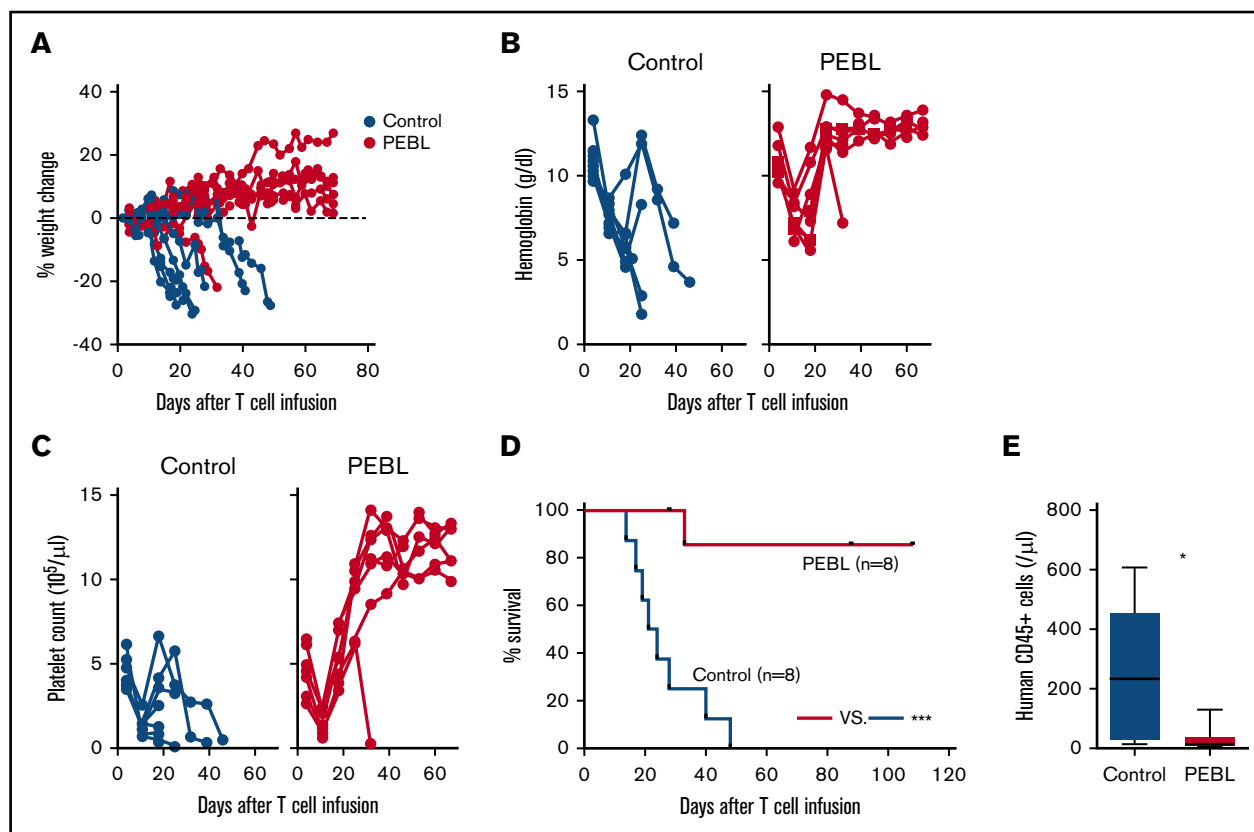 A
40
20
0
-20
-40
% weight change
0 20 40 60 80
Days after T cell infusion
Control
PEBL
B
Control PEBL
15
10
5
0
Hemoglobin (g/dl)
0 20 40 60
15
10
5
0
0 20 40 60
Days after T cell infusion
C
Control PEBL
15
10
5
0
Platelet count (10⁵/µl)
0 20 40 60
0 20 40 60
Days after T cell infusion
D
100
80
60
40
20
0
% survival
PEBL (n=8)
Control (n=8)
VS. ***
0 20 40 60 80 100 120
Days after T cell infusion
E
800
600
400
200
0
Human CD45+ cells (/µl)
*
Control PEBL